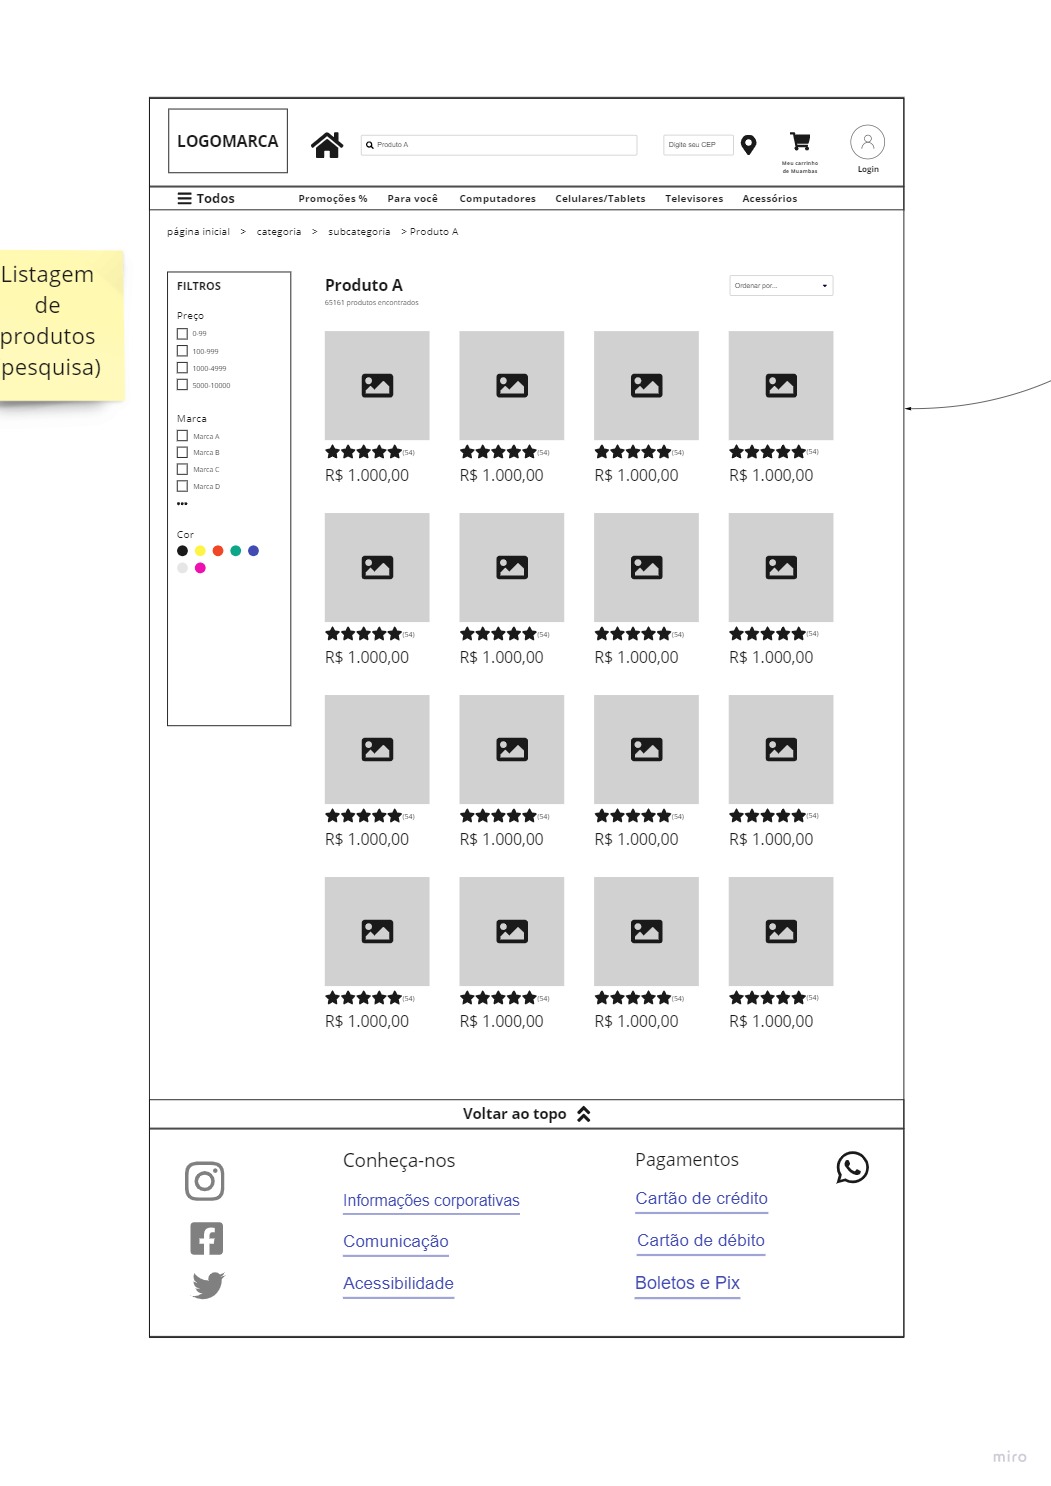 LOGOMARCA
Produto A
Digite seu CEP
Meu carrinho
de Muambas
Login
Todos
Promoções %
Para você
Computadores
Celulares/Tablets
Televisores
Acessórios
página inicial > categoria > subcategoria > Produto A
Listagem
de
produtos
pesquisa)
FILTROS
Preço
0-99
100-999
1000-4999
5000-10000
Marca
Marca A
Marca B
Marca C
Marca D
•••
Cor
Produto A
65161 produtos encontrados
Ordenar por...
(54) (54) (54) (54)
R$ 1.000,00 R$ 1.000,00 R$ 1.000,00 R$ 1.000,00
(54) (54) (54) (54)
R$ 1.000,00 R$ 1.000,00 R$ 1.000,00 R$ 1.000,00
(54) (54) (54) (54)
R$ 1.000,00 R$ 1.000,00 R$ 1.000,00 R$ 1.000,00
(54) (54) (54) (54)
R$ 1.000,00 R$ 1.000,00 R$ 1.000,00 R$ 1.000,00
Voltar ao topo
Conheça-nos
Informações corporativas
Comunicação
Acessibilidade
Pagamentos
Cartão de crédito
Cartão de débito
Boletos e Pix
miro